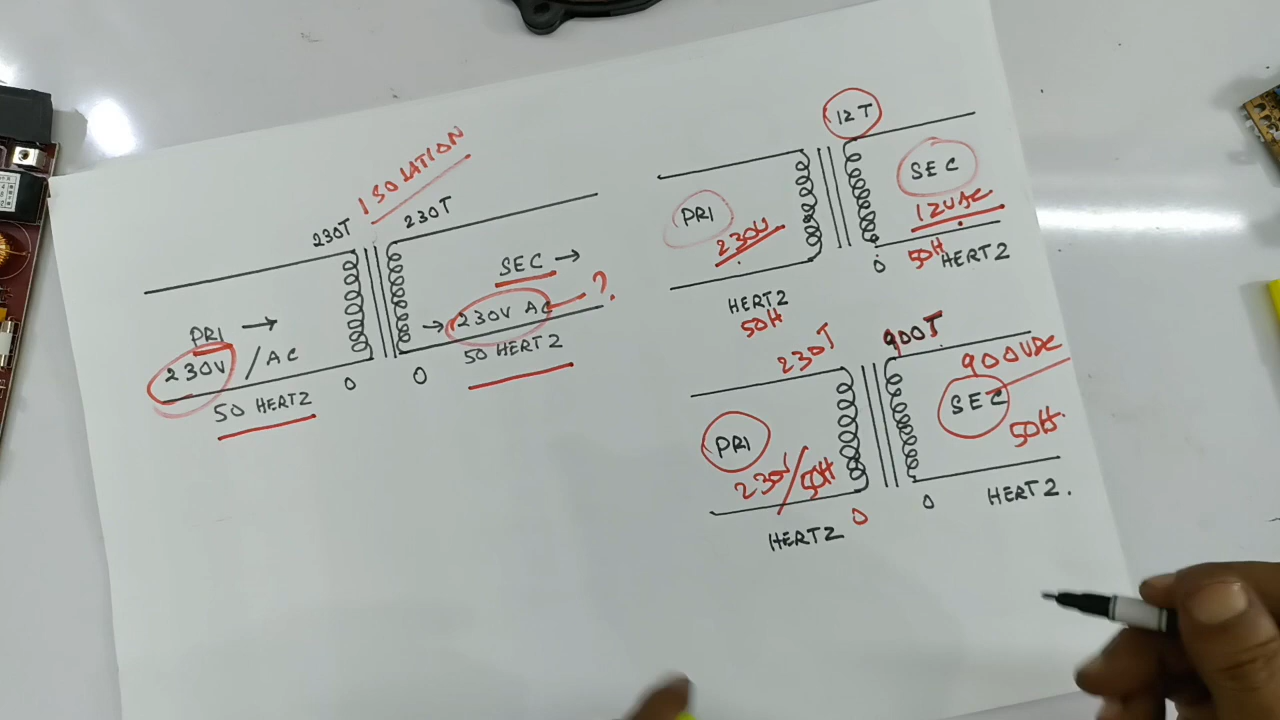 ISOLATION
230T
230T
SEC →
→ 230V AC ?
50 HERTZ
PRI →
230V / AC
50 HERTZ
0
0
12T
PRI
230V
SEC
12VAC
50H HERTZ
0
HERTZ
50H
230T
900T
PRI
230V/50H
HERTZ
0
SEC
50H
0
HERTZ.